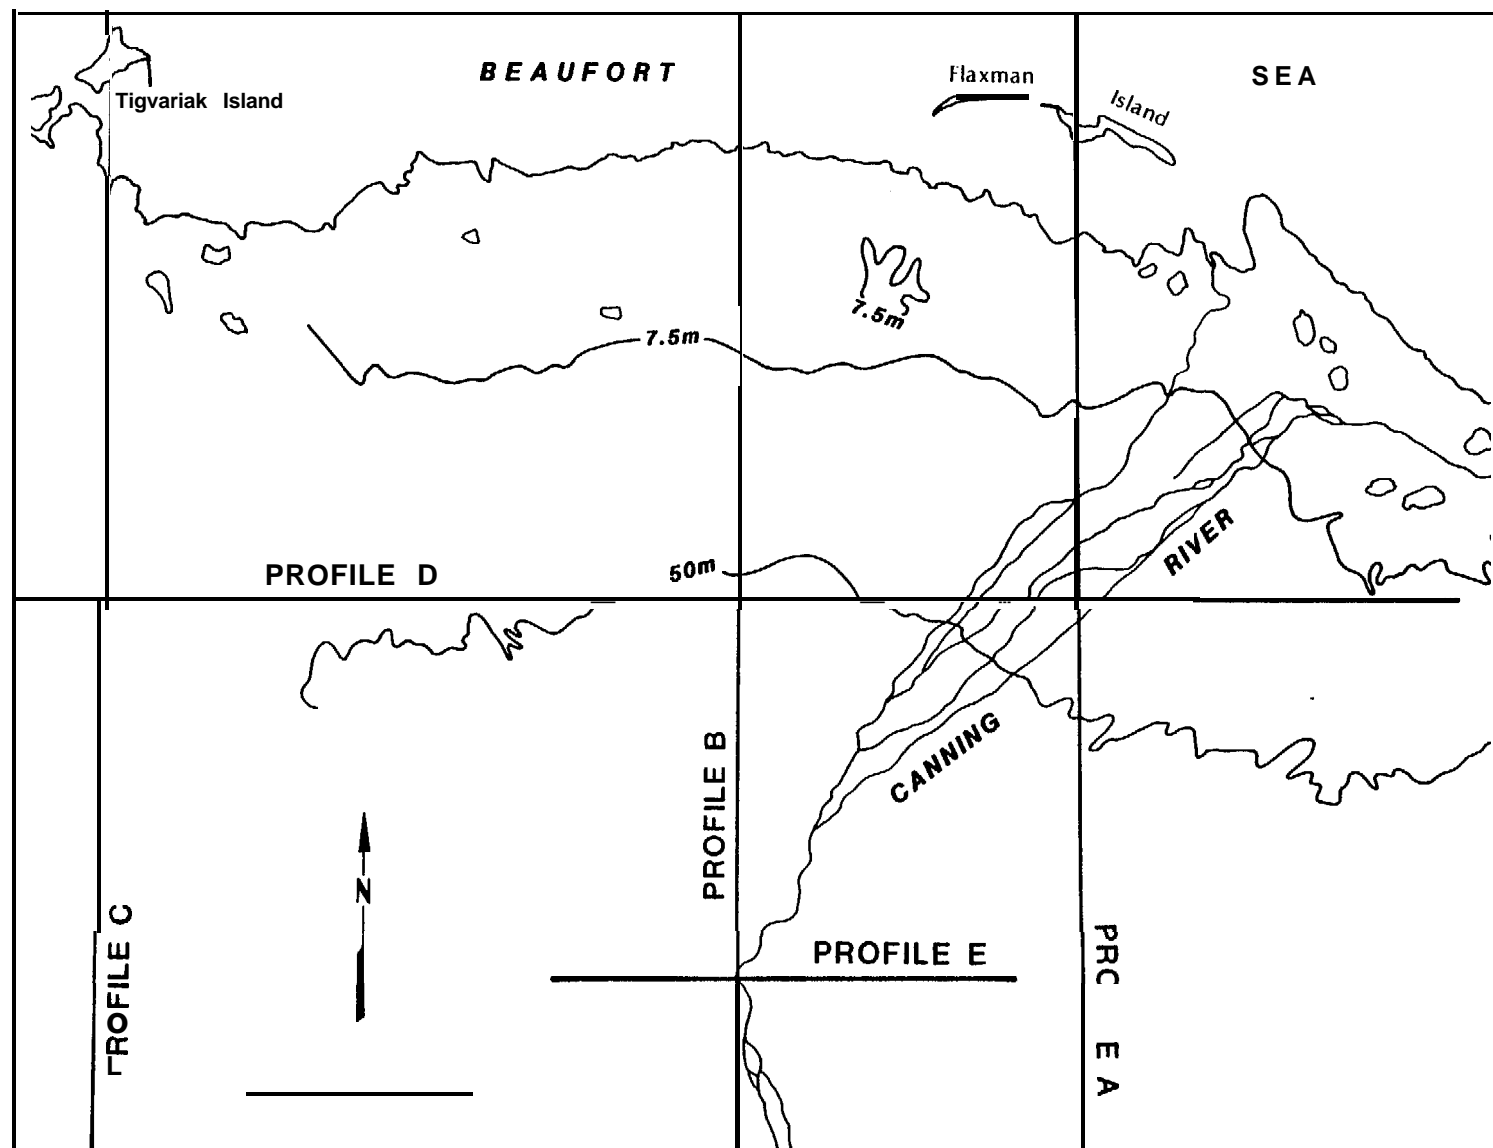 BEAUFORT
SEA
Flaxman
Island
Tigvariak Island
7.5m
7.5m
50m
PROFILE D
RIVER
CANNING
PROFILE B
N
PROFILE C
PROFILE E
PRC E A